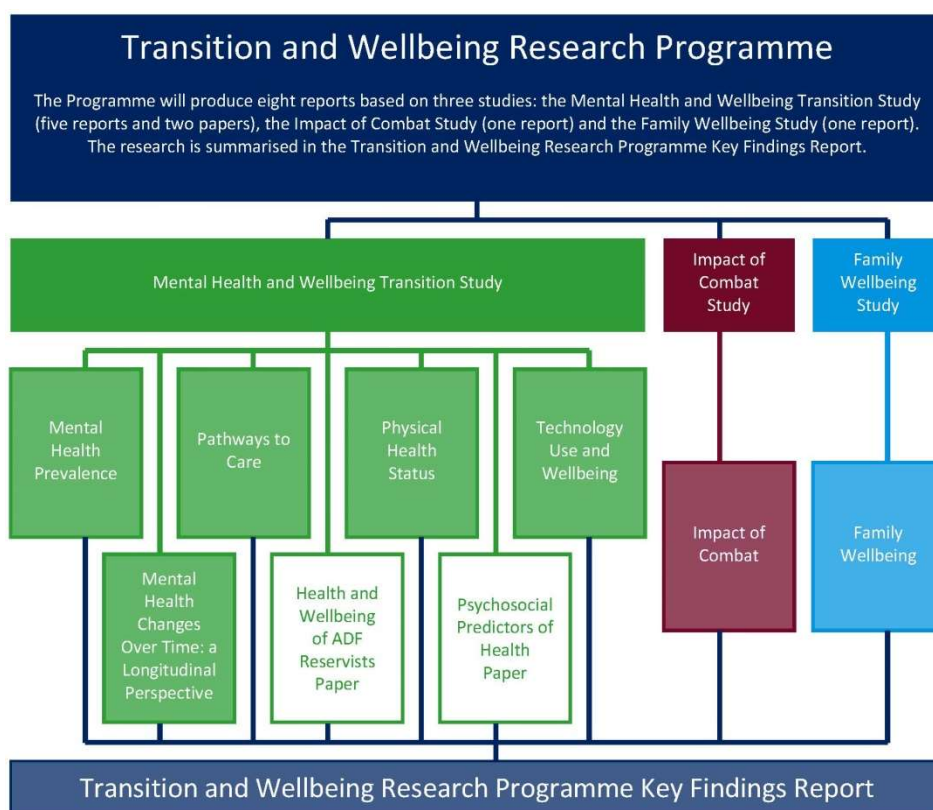 Transition and Wellbeing Research Programme
The Programme will produce eight reports based on three studies: the Mental Health and Wellbeing Transition Study
(five reports and two papers), the Impact of Combat Study (one report) and the Family Wellbeing Study (one report).
The research is summarised in the Transition and Wellbeing Research Programme Key Findings Report.
Mental Health and Wellbeing Transition Study
Impact of
Combat
Study
Family
Wellbeing
Study
Mental
Health
Prevalence
Pathways to
Care
Physical
Health
Status
Technology
Use and
Wellbeing
Impact of
Combat
Family
Wellbeing
Mental
Health
Changes
Over Time: a
Longitudinal
Perspective
Health and
Wellbeing
of ADF
Reservists
Paper
Psychosocial
Predictors of
Health
Paper
Transition and Wellbeing Research Programme Key Findings Report